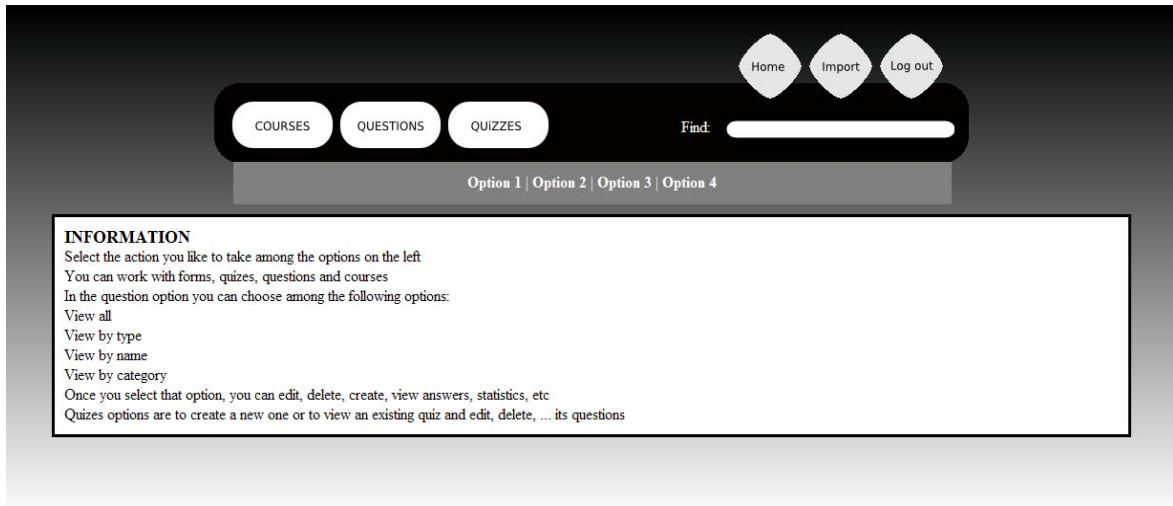 Home Import Log out
COURSES QUESTIONS QUiZZES Find:
Option 1 | Option 2 | Option 3 | Option 4
INFORMATION
Select the action you like to take among the options on the left
You can work with forms, quizes, questions and courses
In the question option you can choose among the following options:
View all
View by type
View by name
View by category
Once you select that option, you can edit, delete, create, view answers, statistics, etc
Quizes options are to create a new one or to view an existing quiz and edit, delete, ... its questions